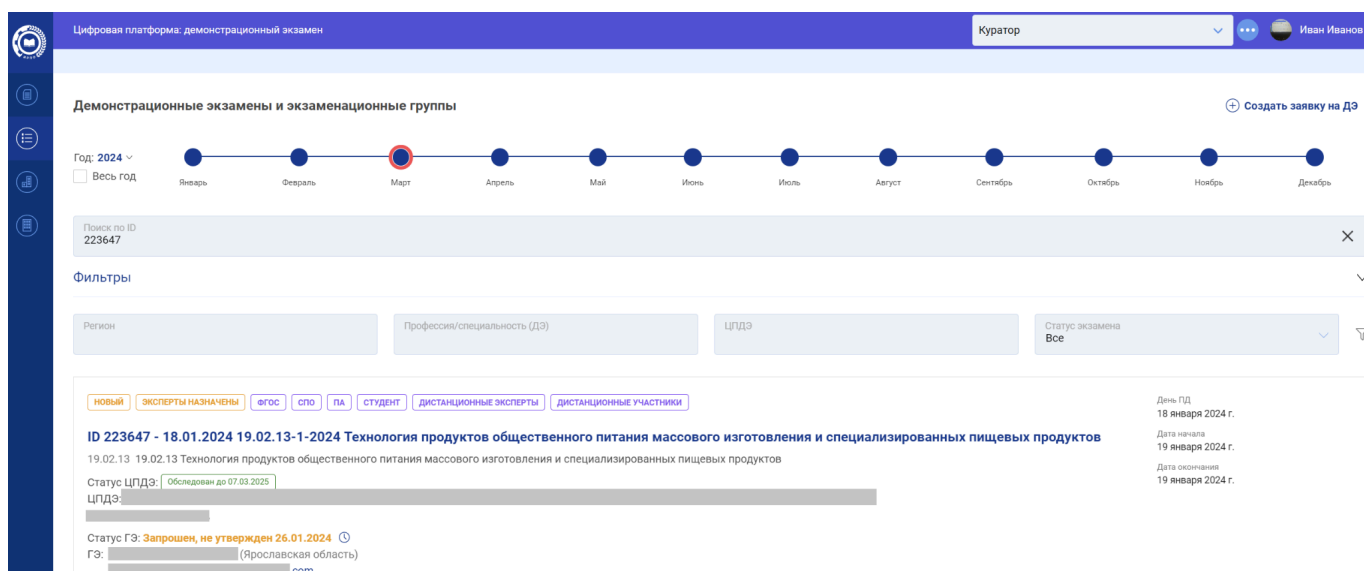 Цифровая платформа: демонстрационный экзамен
Куратор
Иван Иванов
Демонстрационные экзамены и экзаменационные группы
Создать заявку на ДЭ
Год: 2024
Весь год
Январь Февраль Март Апрель Май Июнь Июль Август Сентябрь Октябрь Ноябрь Декабрь
Поиск по ID
223647
Фильтры
Регион
Профессия/специальность (ДЭ)
ЦПДЭ
Статус экзамена
Все
НОВЫЙ ЭКСПЕРТЫ НАЗНАЧЕНЫ ФГОС СПО ПА СТУДЕНТ ДИСТАНЦИОННЫЕ ЭКСПЕРТЫ ДИСТАНЦИОННЫЕ УЧАСТНИКИ
ID 223647 - 18.01.2024 19.02.13-1-2024 Технология продуктов общественного питания массового изготовления и специализированных пищевых продуктов
19.02.13 19.02.13 Технология продуктов общественного питания массового изготовления и специализированных пищевых продуктов
Статус ЦПДЭ: Обследован до 07.03.2025
ЦПДЭ:
Статус ГЭ: Запрошен, не утвержден 26.01.2024
ГЭ: (Ярославская область)
.com
День ПД
18 января 2024 г.
Дата начала
19 января 2024 г.
Дата окончания
19 января 2024 г.